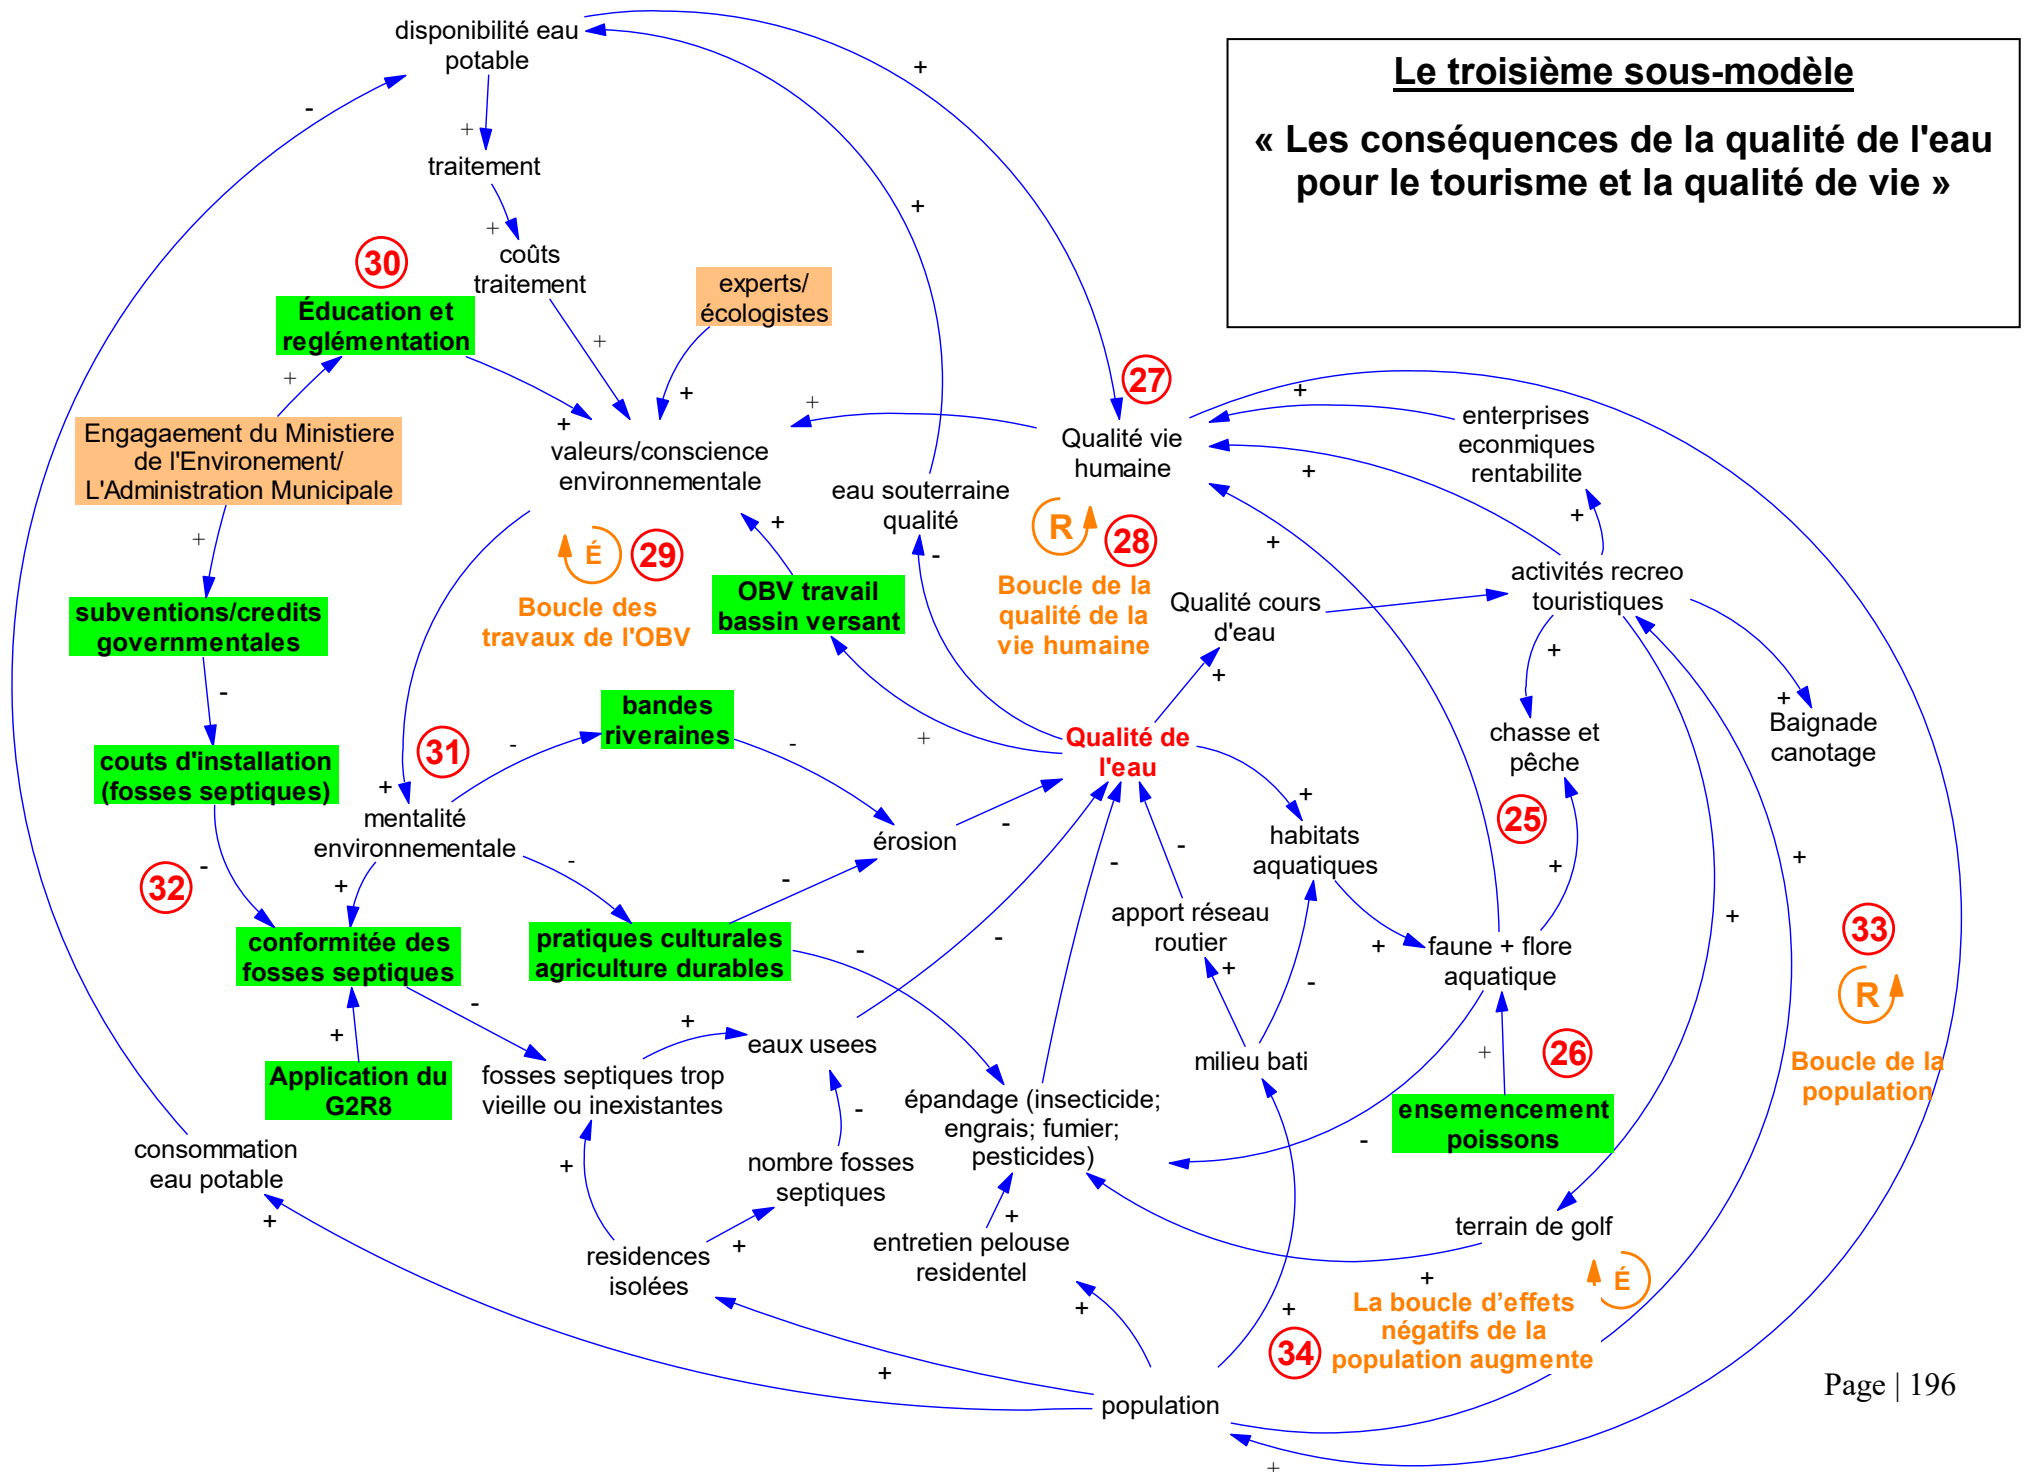 Le troisième sous-modèle
« Les conséquences de la qualité de l'eau
pour le tourisme et la qualité de vie »
disponibilité eau
potable
+
-
+
traitement
+
+
coûts
traitement
30
Éducation et
reglémentation
experts/
écologistes
+
+
+
+
27
+
+
Engagaement du Ministiere
de l'Environement/
L'Administration Municipale
valeurs/conscience
environnementale
Qualité vie
humaine
enterprises
econmiques
rentabilite
+
+
eau souterraine
qualité
+
+
+
-
É
29
R
28
Boucle des
travaux de l'OBV
OBV travail
bassin versant
Boucle de la
qualité de la
vie humaine
Qualité cours
d'eau
activités recreo
touristiques
subventions/credits
governmentales
-
+
+
+
bandes
riveraines
31
-
-
+
Qualité de
l'eau
chasse et
pêche
Baignade
canotage
couts d'installation
(fosses septiques)
+
mentalité
environnementale
érosion
-
+
habitats
aquatiques
25
+
-
32
-
+
-
-
-
-
+
apport réseau
routier
+
+
33
R
Boucle de la
population
conformitée des
fosses septiques
pratiques culturales
agriculture durables
-
-
+
-
+
faune + flore
aquatique
-
+
+
eaux usees
milieu bati
+
26
Application du
G2R8
fosses septiques trop
vieille ou inexistantes
épandage (insecticide;
engrais; fumier;
pesticides)
ensemencement
poissons
-
-
consommation
eau potable
+
nombre fosses
septiques
+
+
+
entretien pelouse
residentel
terrain de golf
residences
isolées
+
+
+
É
La boucle d’effets
négatifs de la
population augmente
34
+
population
Page | 196
+